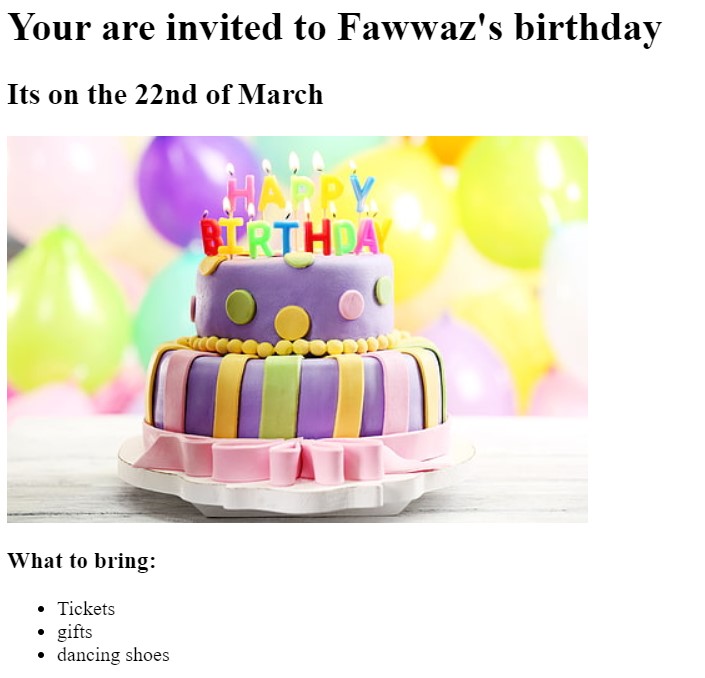 Your are invited to Fawwaz's birthday
Its on the 22nd of March
HAPPY
BIRTHDAY
What to bring:
Tickets
gifts
dancing shoes